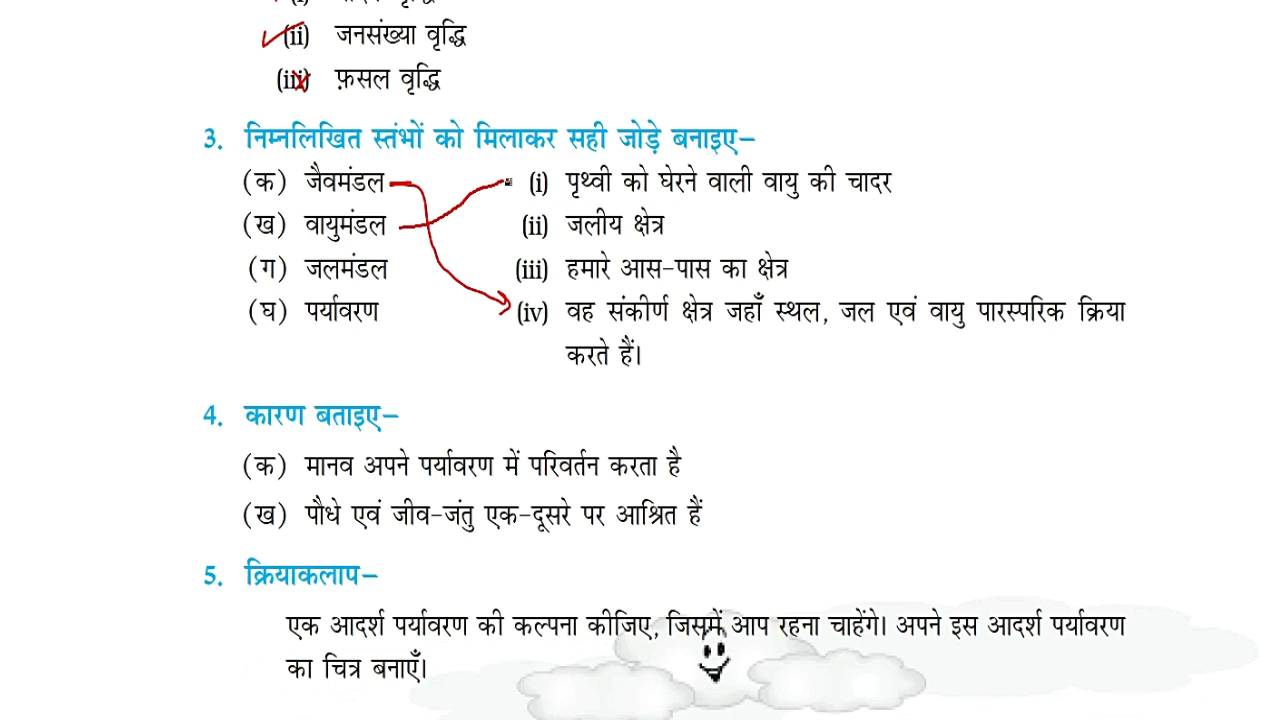 (ii) जनसंख्या वृद्धि
(iii) फ़सल वृद्धि
3. निम्नलिखित स्तंभों को मिलाकर सही जोड़े बनाइए–
(क) जैवमंडल (i) पृथ्वी को घेरने वाली वायु की चादर
(ख) वायुमंडल (ii) जलीय क्षेत्र
(ग) जलमंडल (iii) हमारे आस-पास का क्षेत्र
(घ) पर्यावरण (iv) वह संकीर्ण क्षेत्र जहाँ स्थल, जल एवं वायु पारस्परिक क्रिया
करते हैं।
4. कारण बताइए–
(क) मानव अपने पर्यावरण में परिवर्तन करता है
(ख) पौधे एवं जीव-जंतु एक-दूसरे पर आश्रित हैं
5. क्रियाकलाप–
एक आदर्श पर्यावरण की कल्पना कीजिए, जिसमें आप रहना चाहेंगे। अपने इस आदर्श पर्यावरण
का चित्र बनाएँ।